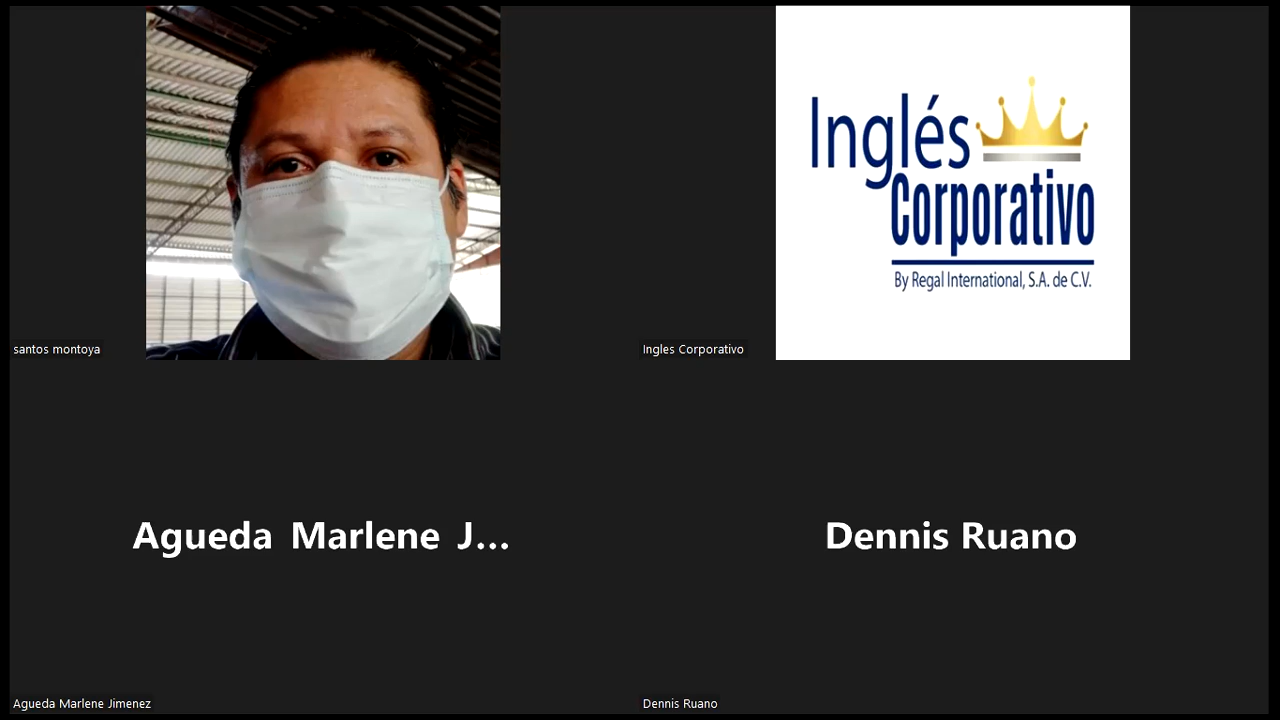 Inglés
Corporativo
By Regal International, S.A. de C.V.
santos montoya
Ingles Corporativo
Agueda Marlene J...
Dennis Ruano
Agueda Marlene Jimenez
Dennis Ruano